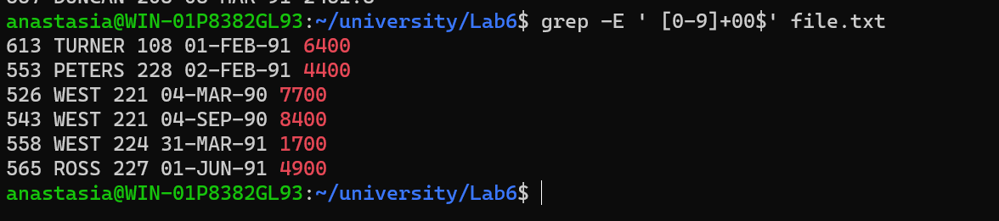 anastasia@WIN-01P8382GL93:~/university/Lab6$ grep -E ' [0-9]+00$' file.txt
613 TURNER 108 01-FEB-91 6400
553 PETERS 228 02-FEB-91 4400
526 WEST 221 04-MAR-90 7700
543 WEST 221 04-SEP-90 8400
558 WEST 224 31-MAR-91 1700
565 ROSS 227 01-JUN-91 4900
anastasia@WIN-01P8382GL93:~/university/Lab6$